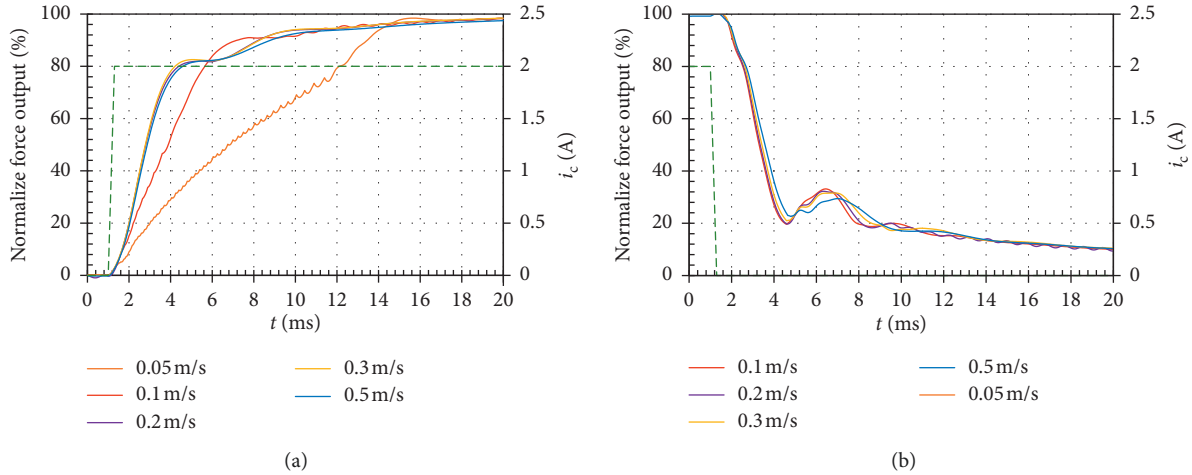 Normalize force output (%)
100
80
60
40
20
0
2.5
2
1.5
1
0.5
0
i_c (A)
0 2 4 6 8 10 12 14 16 18 20
t (ms)
0.05 m/s
0.1 m/s
0.2 m/s
0.3 m/s
0.5 m/s
(a)
Normalize force output (%)
100
80
60
40
20
0
2.5
2
1.5
1
0.5
0
i_c (A)
0 2 4 6 8 10 12 14 16 18 20
t (ms)
0.1 m/s
0.2 m/s
0.3 m/s
0.5 m/s
0.05 m/s
(b)